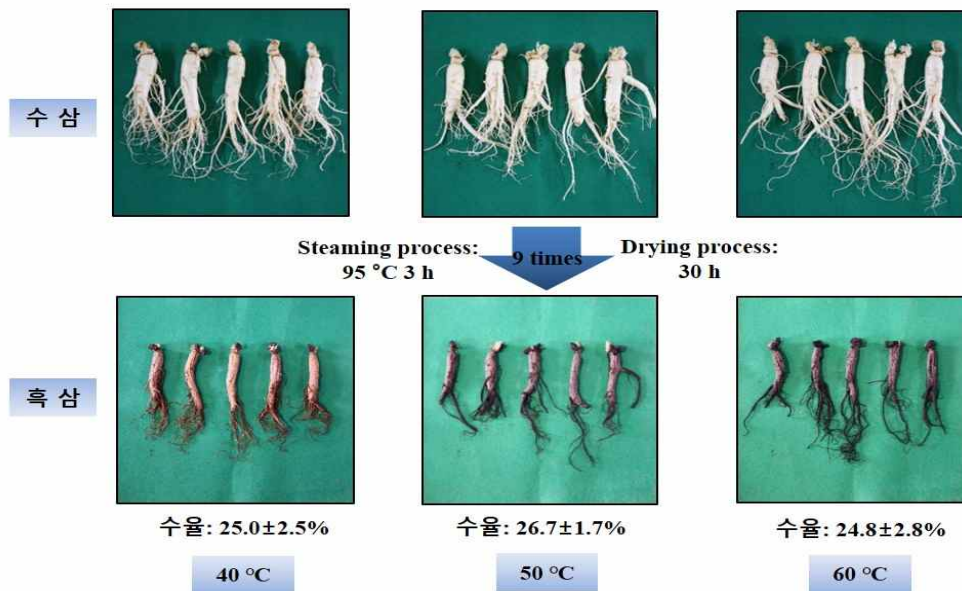 수 삼
Steaming process:
95 °C 3 h
9 times
Drying process:
30 h
흑 삼
수율: 25.0±2.5%
수율: 26.7±1.7%
수율: 24.8±2.8%
40 °C
50 °C
60 °C